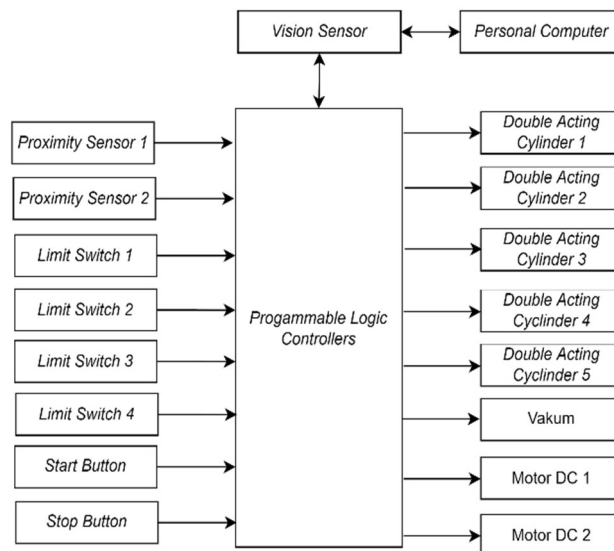 Vision Sensor
Personal Computer
Proximity Sensor 1
Proximity Sensor 2
Limit Switch 1
Limit Switch 2
Limit Switch 3
Limit Switch 4
Start Button
Stop Button
Progammable Logic
Controllers
Double Acting
Cylinder 1
Double Acting
Cylinder 2
Double Acting
Cylinder 3
Double Acting
Cyclinder 4
Double Acting
Cyclinder 5
Vakum
Motor DC 1
Motor DC 2